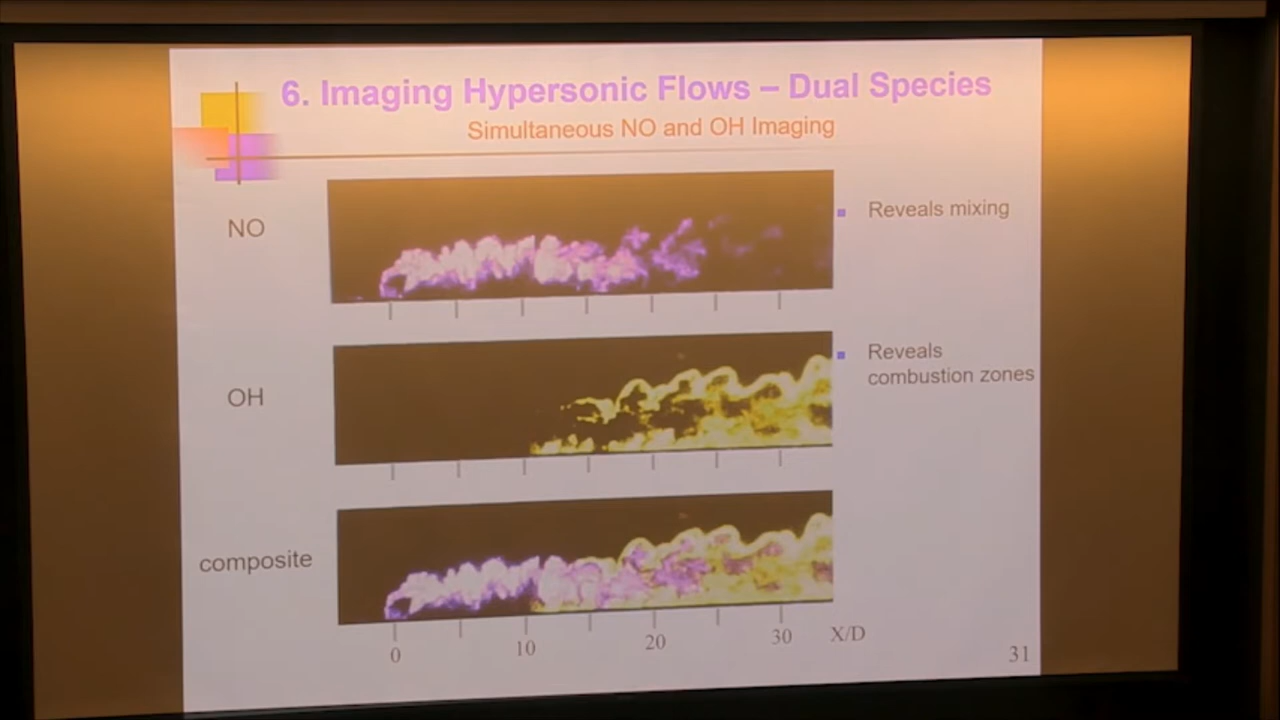 6. Imaging Hypersonic Flows – Dual Species
Simultaneous NO and OH Imaging
NO
Reveals mixing
OH
Reveals
combustion zones
composite
0 10 20 30 X/D
31